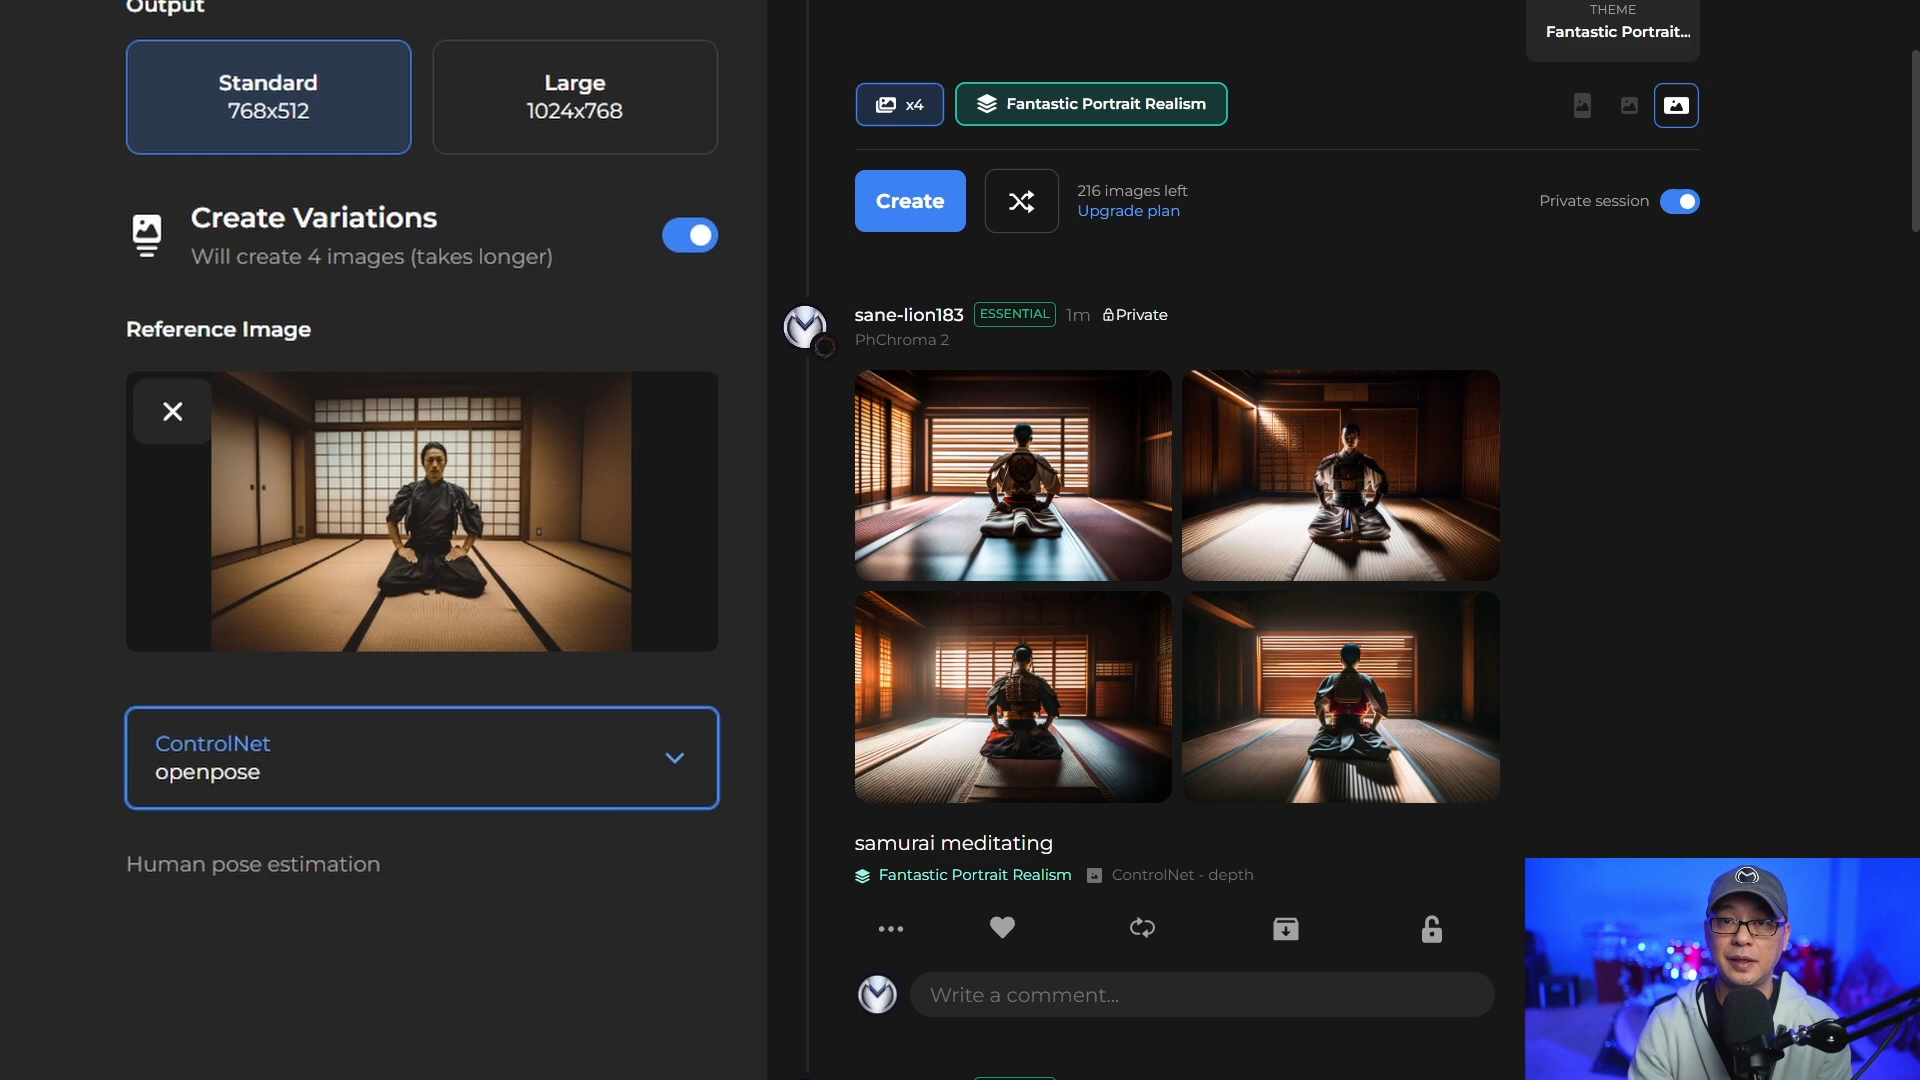 Output
Standard
768x512
Large
1024x768
Create Variations
Will create 4 images (takes longer)
Reference Image
ControlNet
openpose
Human pose estimation
THEME
Fantastic Portrait...
x4
Fantastic Portrait Realism
Create
216 images left
Upgrade plan
Private session
sane-lion183
ESSENTIAL
1m
Private
PhChroma 2
samurai meditating
Fantastic Portrait Realism
ControlNet - depth
Write a comment...